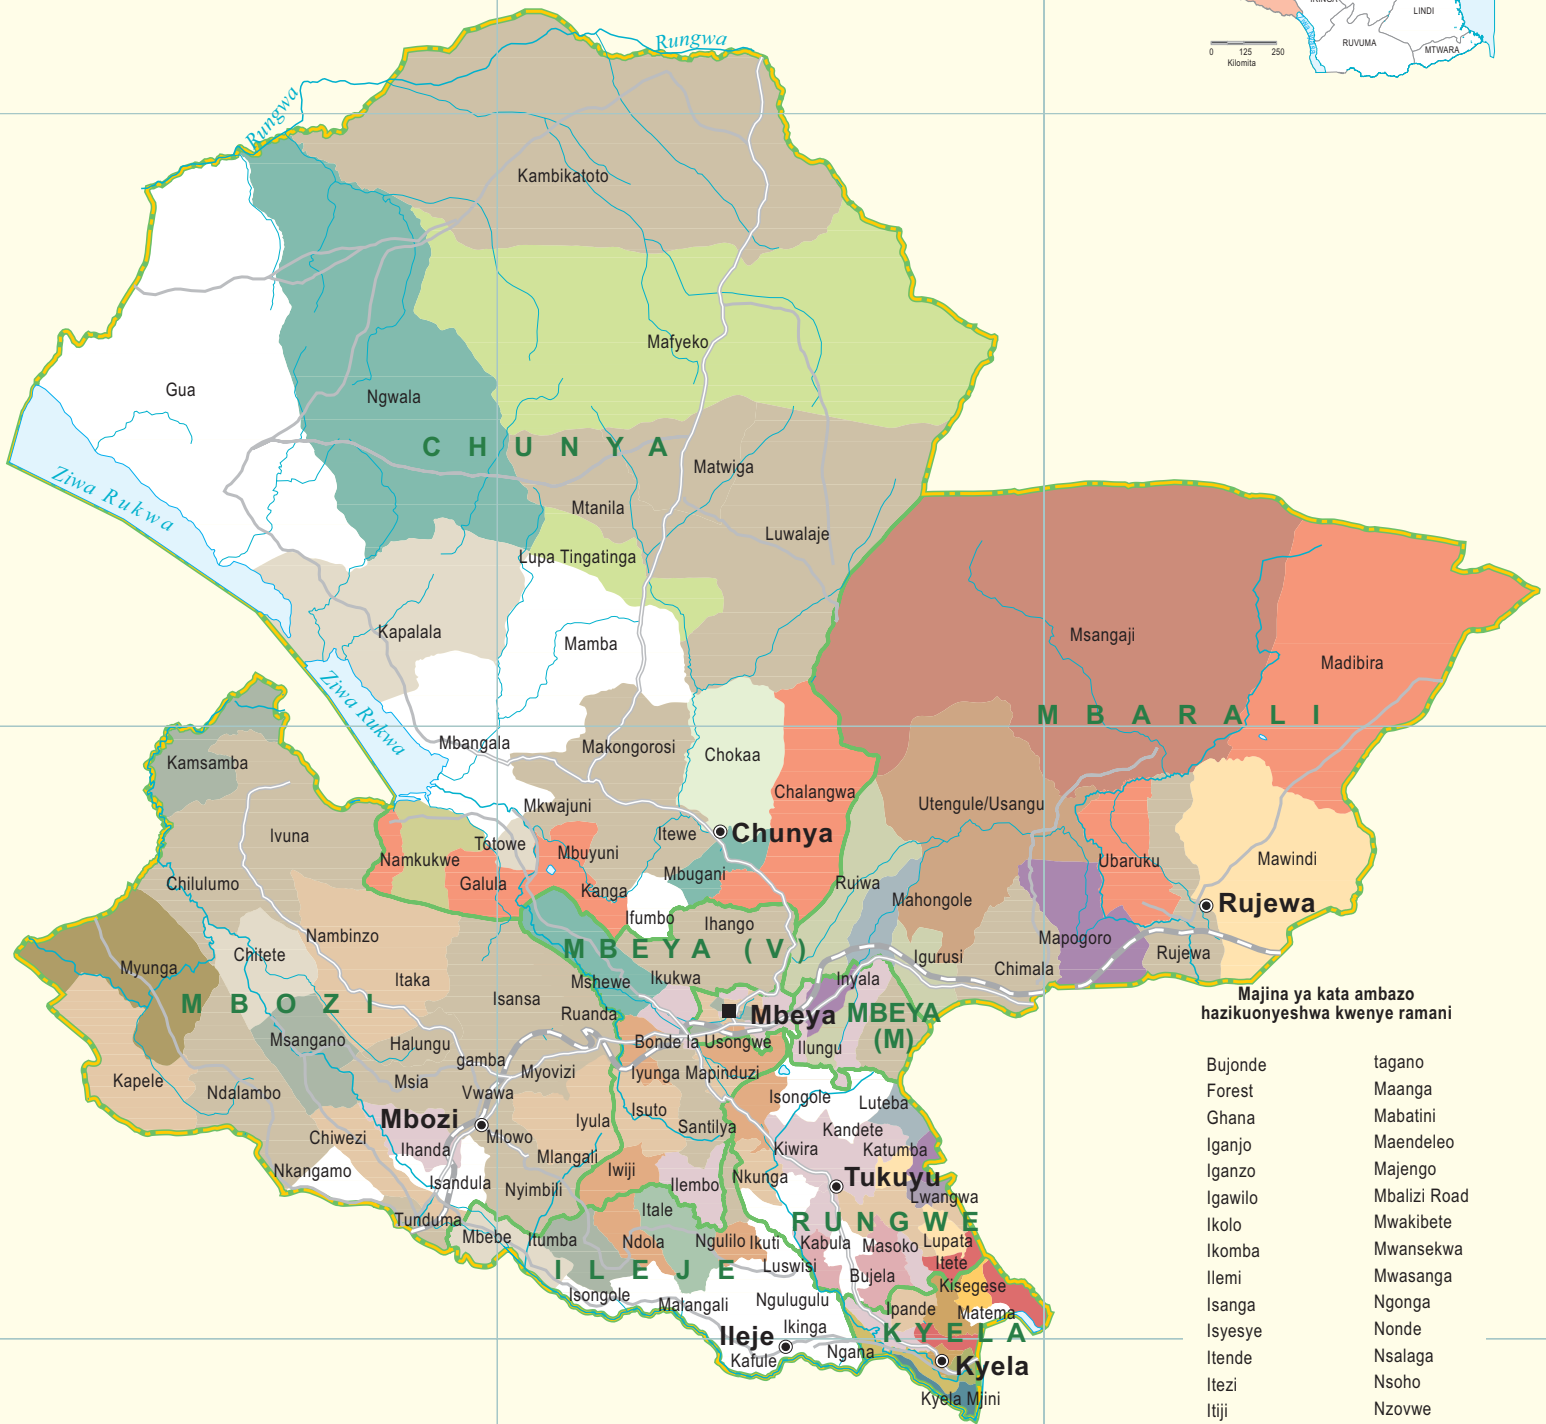 IRINGA
LINDI
RUVUMA
MTWARA
0 125 250
Kilomita
Rungwa
Rungwa
Kambikatoto
Mafyeko
Gua
Ngwala
CHUNYA
Matwiga
Ziwa Rukwa
Mtanila
Luwalaje
Lupa Tingatinga
Kapalala
Mamba
Msangaji
Madibira
Ziwa Rukwa
MBARALI
Mbangala
Makongorosi
Chokaa
Kamsamba
Chalangwa
Mkwajuni
Utengule/Usangu
Ivuna
Itewe
Chunya
Totowe
Namkukwe
Mbuyuni
Ubaruku
Mawindi
Mbugani
Chilulumo
Galula
Kanga
Ruiwa
Mahongole
Rujewa
Ifumbo
Ihango
Nambinzo
MBEYA (V)
Mapogoro
Chitete
Igurusi
Rujewa
Myunga
Chimala
Itaka
Mshewe
Ikukwa
Inyala
MBOZI
Isansa
Ruanda
Mbeya
MBEYA
(M)
Msangano
Halungu
Bonde la Usongwe
Ilungu
gamba
Myovizi
Iyunga Mapinduzi
Kapele
Msia
Ndalambo
Vwawa
Isongole
Luteba
Mbozi
Isuto
Iyula
Santilya
Kandete
Chiwezi
Mlowo
Ihanda
Kiwira
Katumba
Mlangali
Nkangamo
Iwiji
Isandula
Ilembo
Nkunga
Tukuyu
Nyimbili
Lwangwa
Itale
Tunduma
RUNGWE
Mbebe
Itumba
Ndola
Ngulilo
Ikuti
Kabula
Masoko
Lupata
ILEJE
Luswisi
Itete
Bujela
Kisegese
Isongole
Malangali
Ngulugulu
Ipande
Matema
Ikinga
KYELA
Ileje
Kafule
Ngana
Kyela
Kyela Mjini
Majina ya kata ambazo
hazikuonyeshwa kwenye ramani
Bujonde
Forest
Ghana
Iganjo
Iganzo
Igawilo
Ikolo
Ikomba
Ilemi
Isanga
Isyesye
Itende
Itezi
Itiji
tagano
Maanga
Mabatini
Maendeleo
Majengo
Mbalizi Road
Mwakibete
Mwansekwa
Mwasanga
Ngonga
Nonde
Nsalaga
Nsoho
Nzovwe